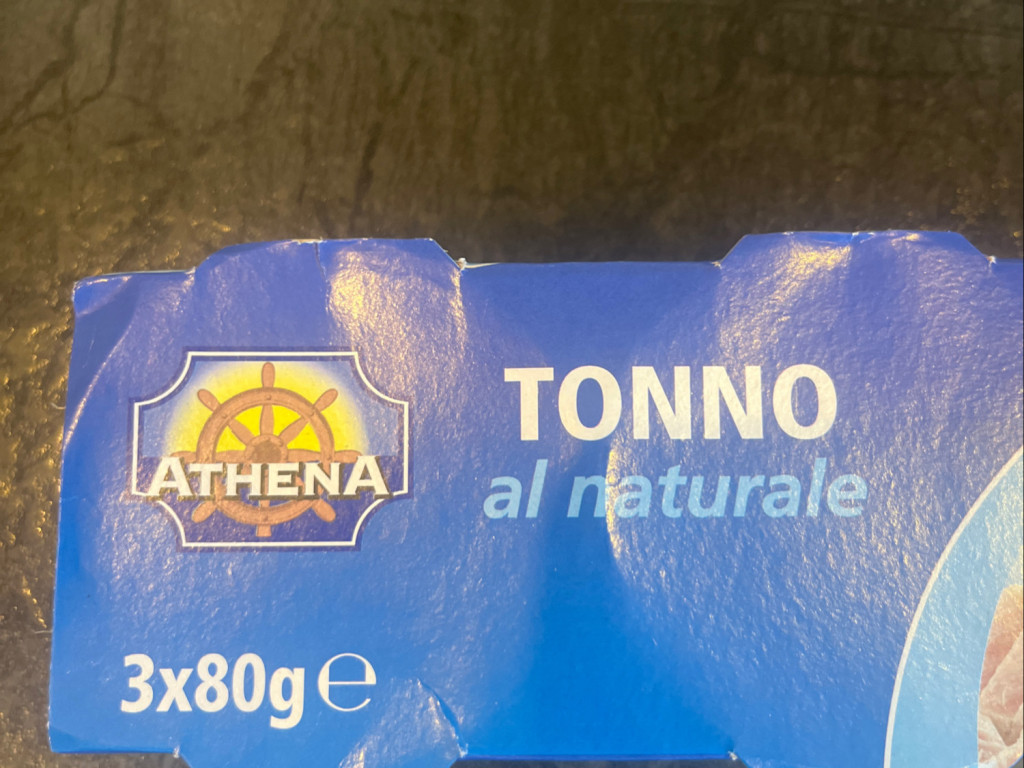 ATHENA
TONNO
al naturale
3x80g ℮